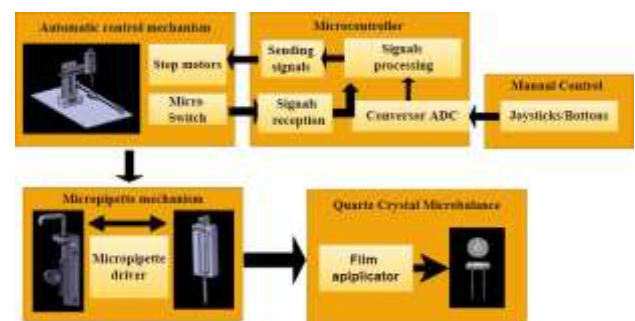 Automatic control mechanism
Microcontroller
Stop motors
Sending
signals
Signals
processing
Micro
Switch
Signals
reception
Conversor ADC
Manual Control
Joysticks/Bottons
Micropipette mechanism
Micropipette
driver
Quartz Crystal Microbalance
Film
apiplicator